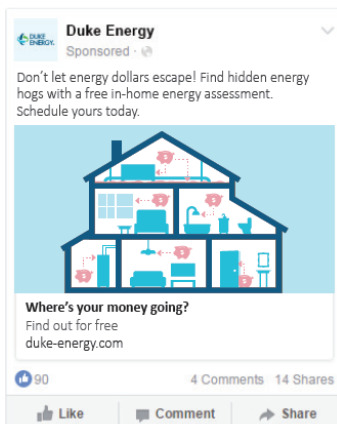 DUKE
ENERGY.
Duke Energy
Sponsored ·
Don't let energy dollars escape! Find hidden energy
hogs with a free in-home energy assessment.
Schedule yours today.
$
$
$
$
$
$
Where's your money going?
Find out for free
duke-energy.com
90
4 Comments 14 Shares
Like Comment Share